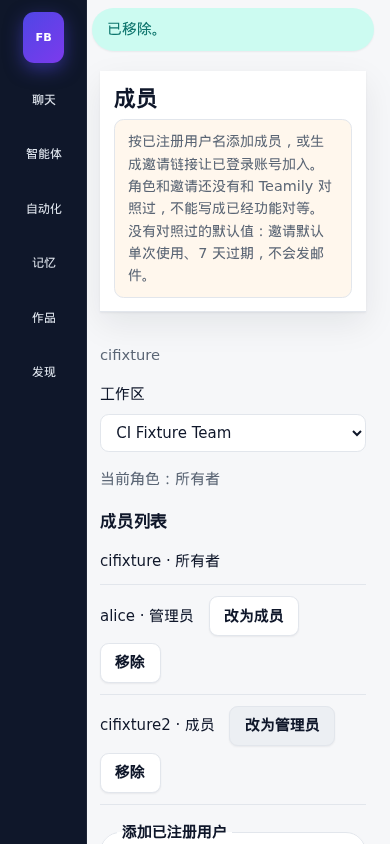 已移除。
FB
聊天
智能体
自动化
记忆
作品
发现
成员
按已注册用户名添加成员，或生
成邀请链接让已登录账号加入。
角色和邀请还没有和 Teamily 对
照过，不能写成已经功能对等。
没有对照过的默认值：邀请默认
单次使用、7 天过期，不会发邮
件。
cifixture
工作区
CI Fixture Team
当前角色：所有者
成员列表
cifixture · 所有者
alice · 管理员 改为成员
移除
cifixture2 · 成员 改为管理员
移除
添加已注册用户